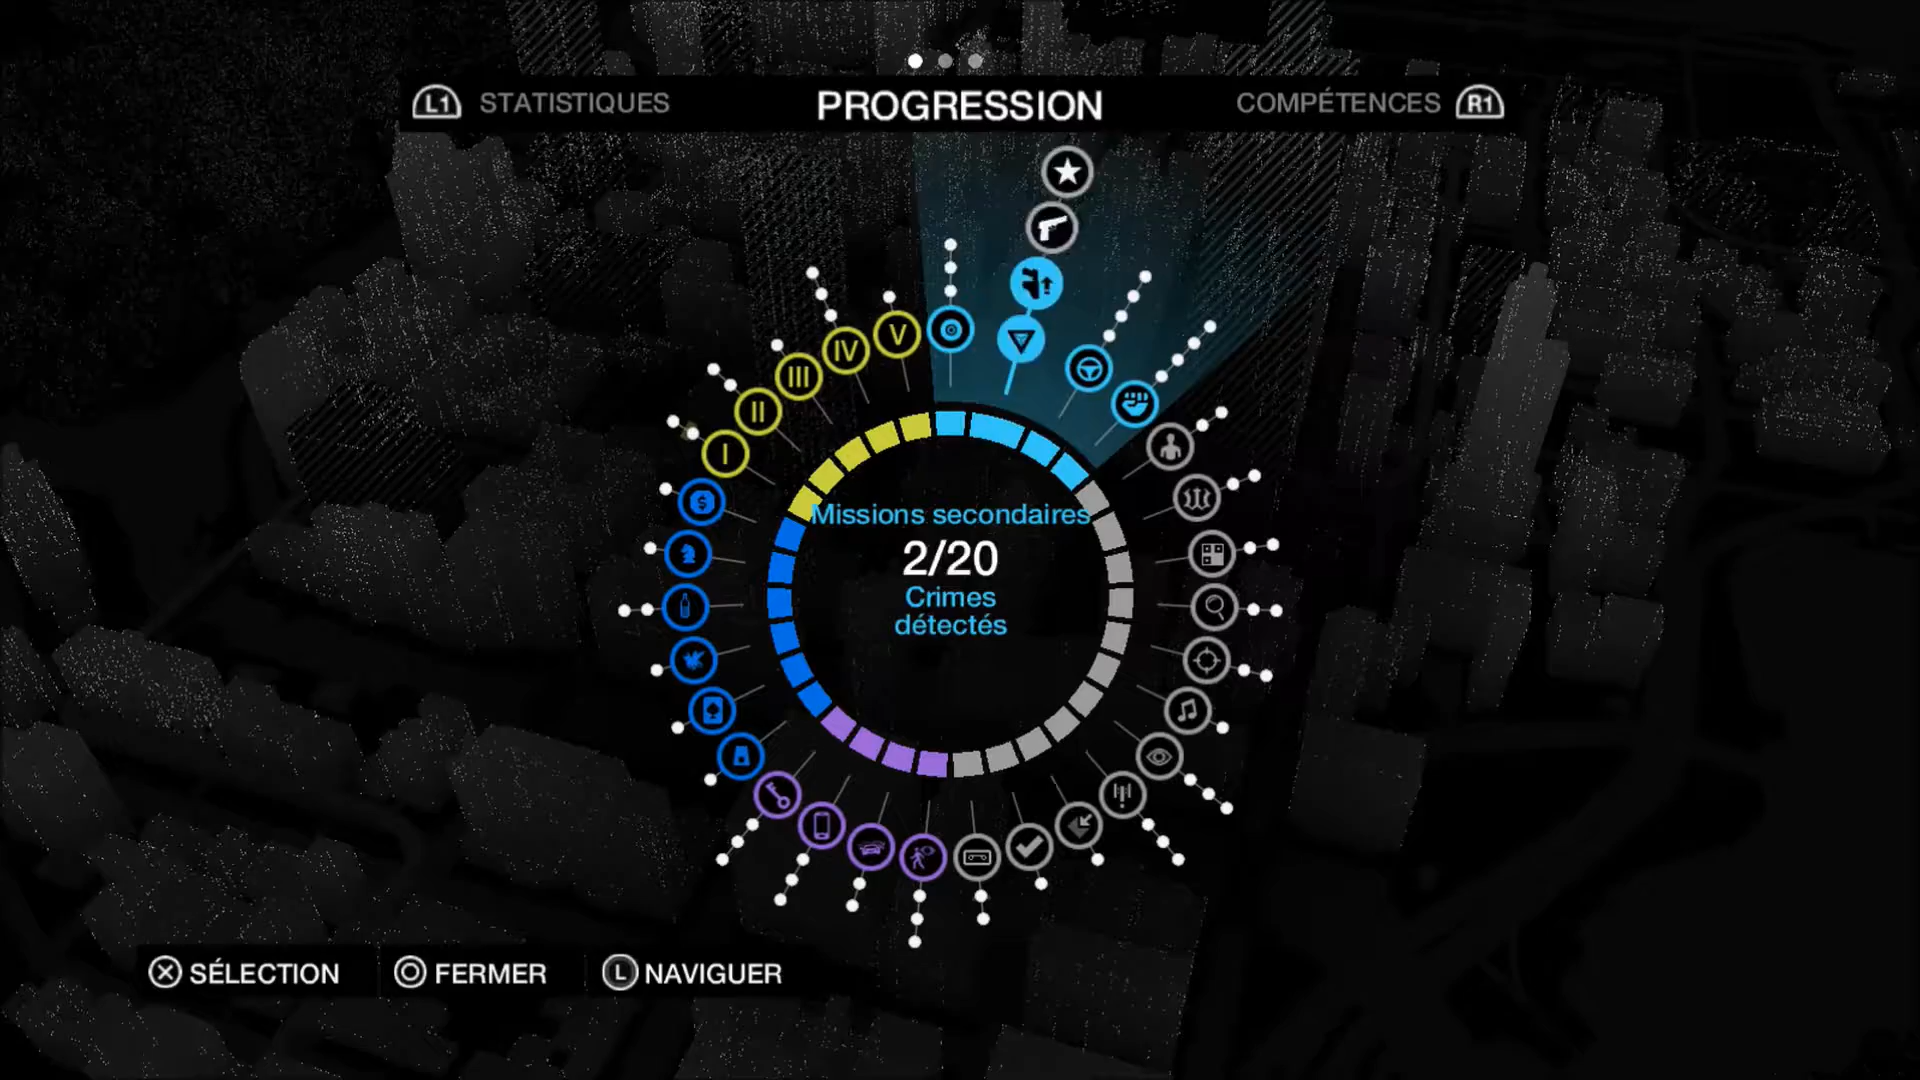 L1 STATISTIQUES PROGRESSION COMPÉTENCES R1
V
IV
III
II
I
$
Missions secondaires
2/20
Crimes
détectés
SÉLECTION FERMER L NAVIGUER